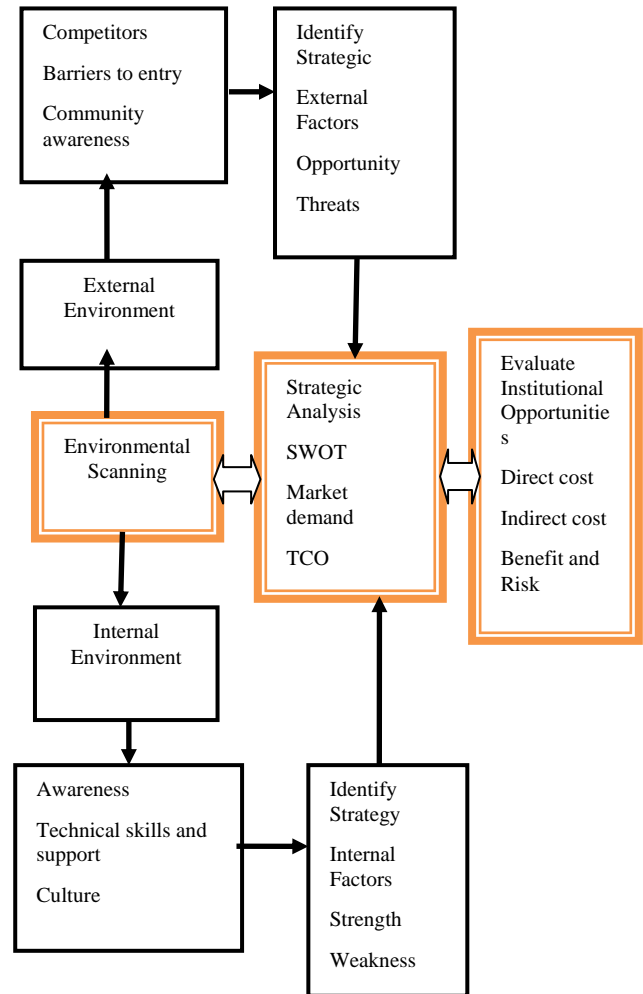 Competitors
Barriers to entry
Community
awareness
Identify
Strategic
External
Factors
Opportunity
Threats
External
Environment
Environmental
Scanning
Strategic
Analysis
SWOT
Market
demand
TCO
Evaluate
Institutional
Opportunitie
s
Direct cost
Indirect cost
Benefit and
Risk
Internal
Environment
Awareness
Technical skills and
support
Culture
Identify
Strategy
Internal
Factors
Strength
Weakness